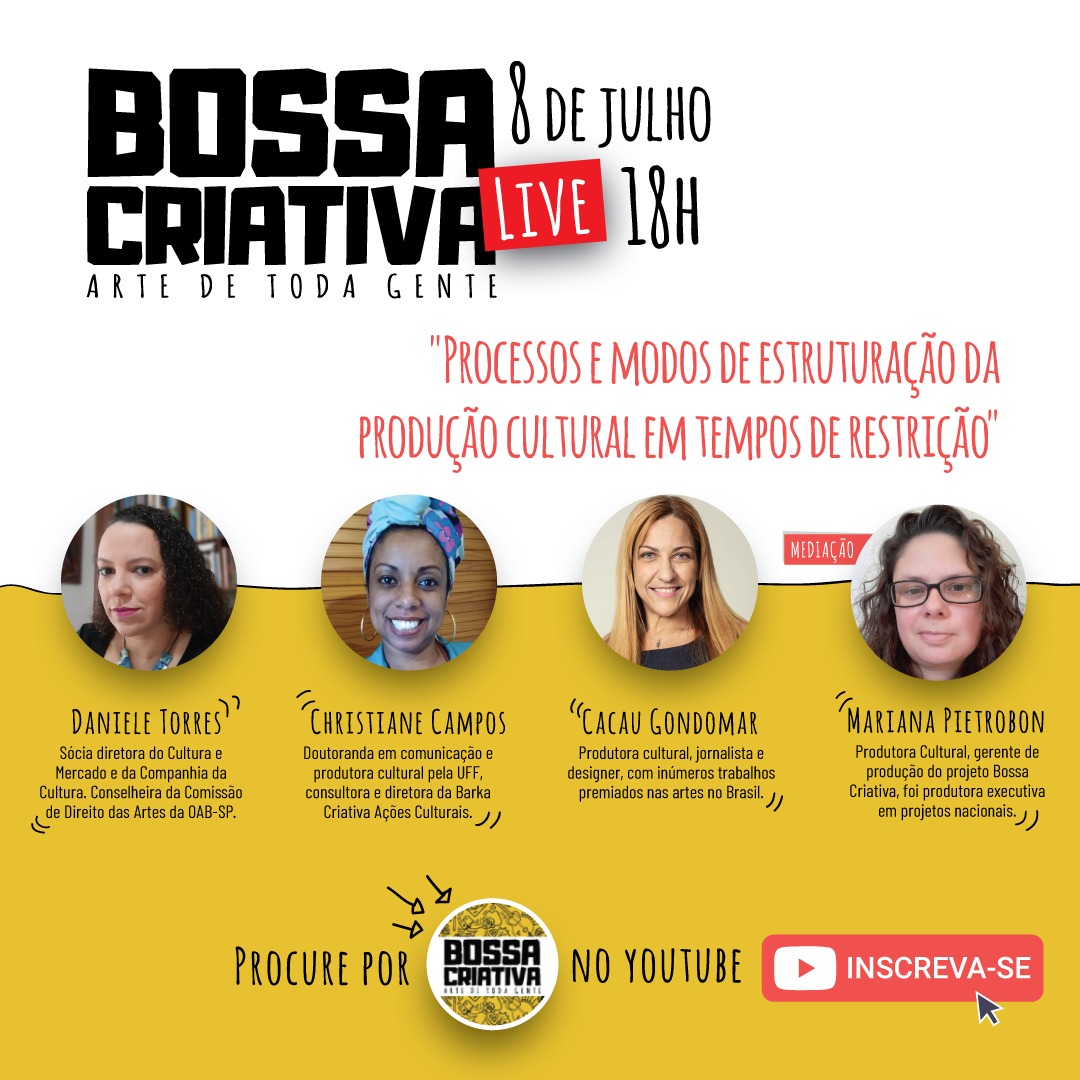 BOSSA
CRIATIVA
ARTE DE TODA GENTE
8 DE JULHO
LIVE 18H
"PROCESSOS E MODOS DE ESTRUTURAÇÃO DA
PRODUÇÃO CULTURAL EM TEMPOS DE RESTRIÇÃO"
MEDIAÇÃO
DANIELE TORRES
Sócia diretora do Cultura e
Mercado e da Companhia da
Cultura. Conselheira da Comissão
de Direito das Artes da OAB-SP.
CHRISTIANE CAMPOS
Doutoranda em comunicação e
produtora cultural pela UFF,
consultora e diretora da Barka
Criativa Ações Culturais.
CACAU GONDOMAR
Produtora cultural, jornalista e
designer, com inúmeros trabalhos
premiados nas artes no Brasil.
MARIANA PIETROBON
Produtora Cultural, gerente de
produção do projeto Bossa
Criativa, foi produtora executiva
em projetos nacionais.
PROCURE POR
BOSSA
CRIATIVA
ARTE DE TODA GENTE
NO YOUTUBE
INSCREVA-SE